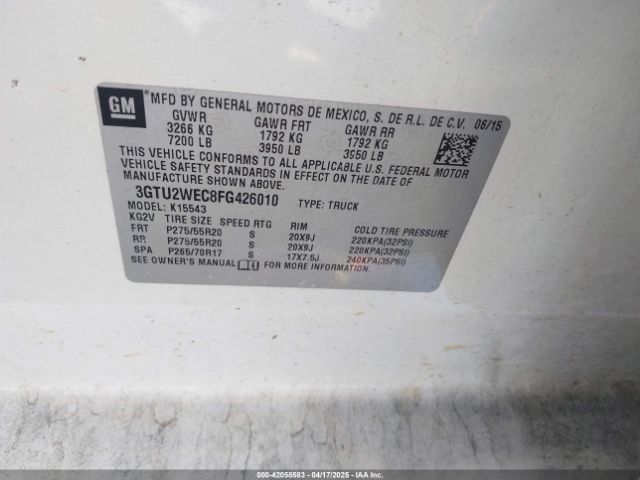 GM
MFD BY GENERAL MOTORS DE MEXICO, S. DE R.L. DE C.V. 06/15
GVWR GAWR FRT GAWR RR
3266 KG 1792 KG 1792 KG
7200 LB 3950 LB 3950 LB
THIS VEHICLE CONFORMS TO ALL APPLICABLE U.S. FEDERAL MOTOR
VEHICLE SAFETY STANDARDS IN EFFECT ON THE DATE OF
MANUFACTURE SHOWN ABOVE.
3GTU2WEC8FG426010 TYPE: TRUCK
MODEL: K15543
KG2V TIRE SIZE SPEED RTG RIM COLD TIRE PRESSURE
FRT P275/55R20 S 20X9J 220KPA(32PSI)
RR P275/55R20 S 20X9J 220KPA(32PSI)
SPA P265/70R17 S 17X7.5J 240KPA(35PSI)
SEE OWNER'S MANUAL FOR MORE INFORMATION.
000-42058583 - 04/17/2025 - IAAI.COM